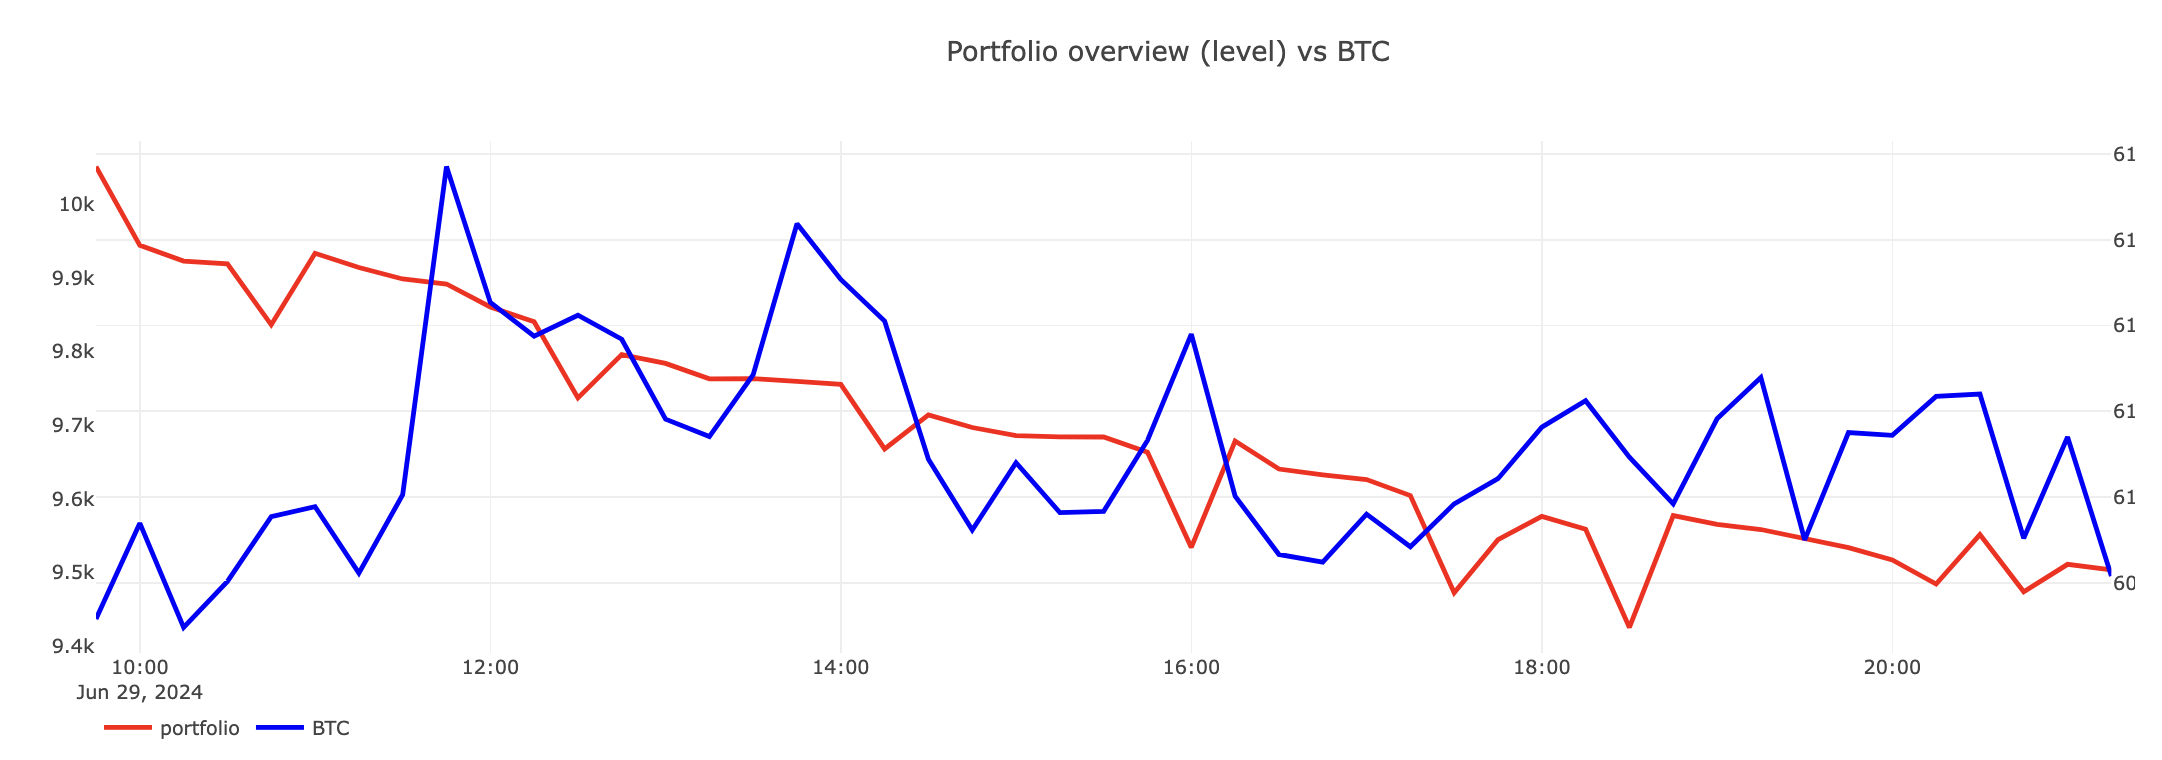 Portfolio overview (level) vs BTC
10k
9.9k
9.8k
9.7k
9.6k
9.5k
9.4k
61
61
61
61
61
60
10:00 12:00 14:00 16:00 18:00 20:00
Jun 29, 2024
portfolio BTC